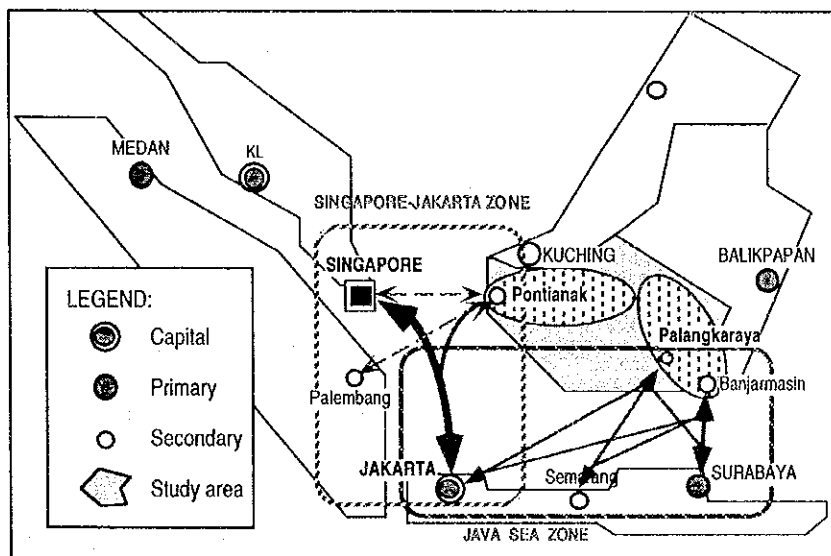 MEDAN
KL
SINGAPORE-JAKARTA ZONE
SINGAPORE
KUCHING
BALIKPAPAN
Pontianak
LEGEND:
Capital
Primary
Secondary
Study area
Palembang
Palangkaraya
Banjarmasin
JAKARTA
Semarang
SURABAYA
JAVA SEA ZONE